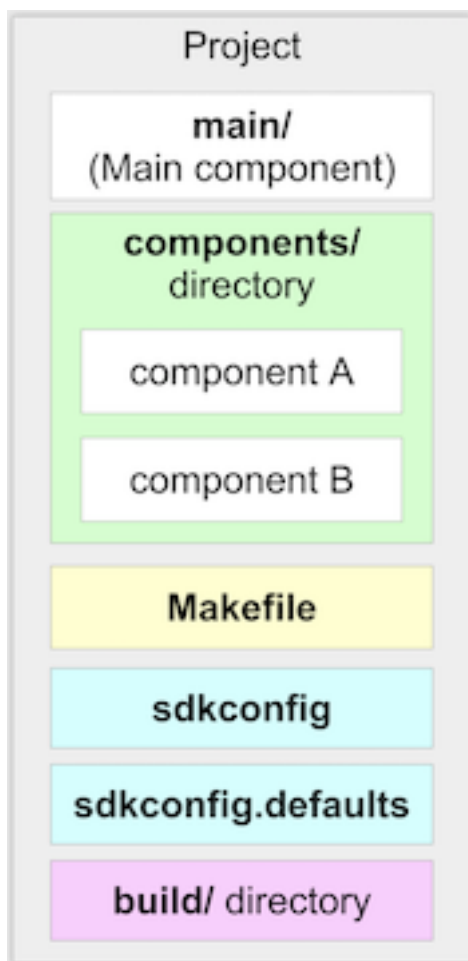 Project
main/
(Main component)
components/
directory
component A
component B
Makefile
sdkconfig
sdkconfig.defaults
build/ directory